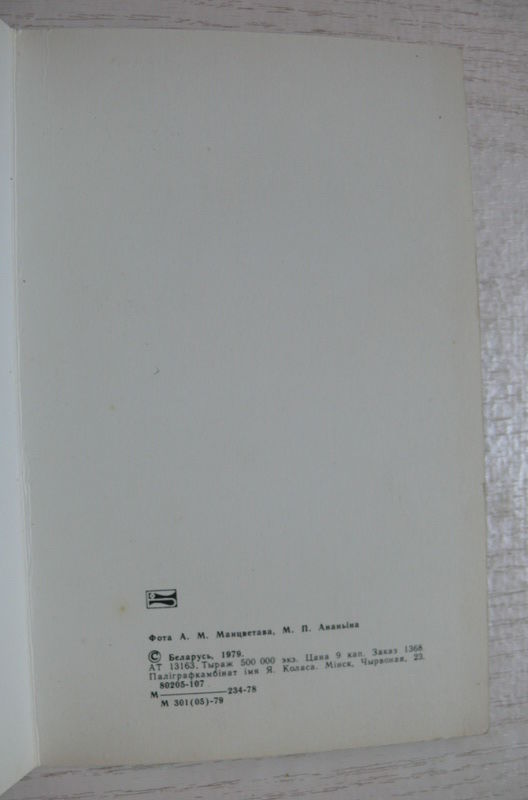 Фота А. М. Манцветава, М. П. Ананьіна
© Беларусь, 1979.
АТ 13163. Тыраж 500 000 экз. Цана 9 кап. Заказ 1368
Паліграфкамбінат імя Я. Коласа. Мінск, Чырвоная, 23.
80205-107
М————234-78
М 301(05)-79